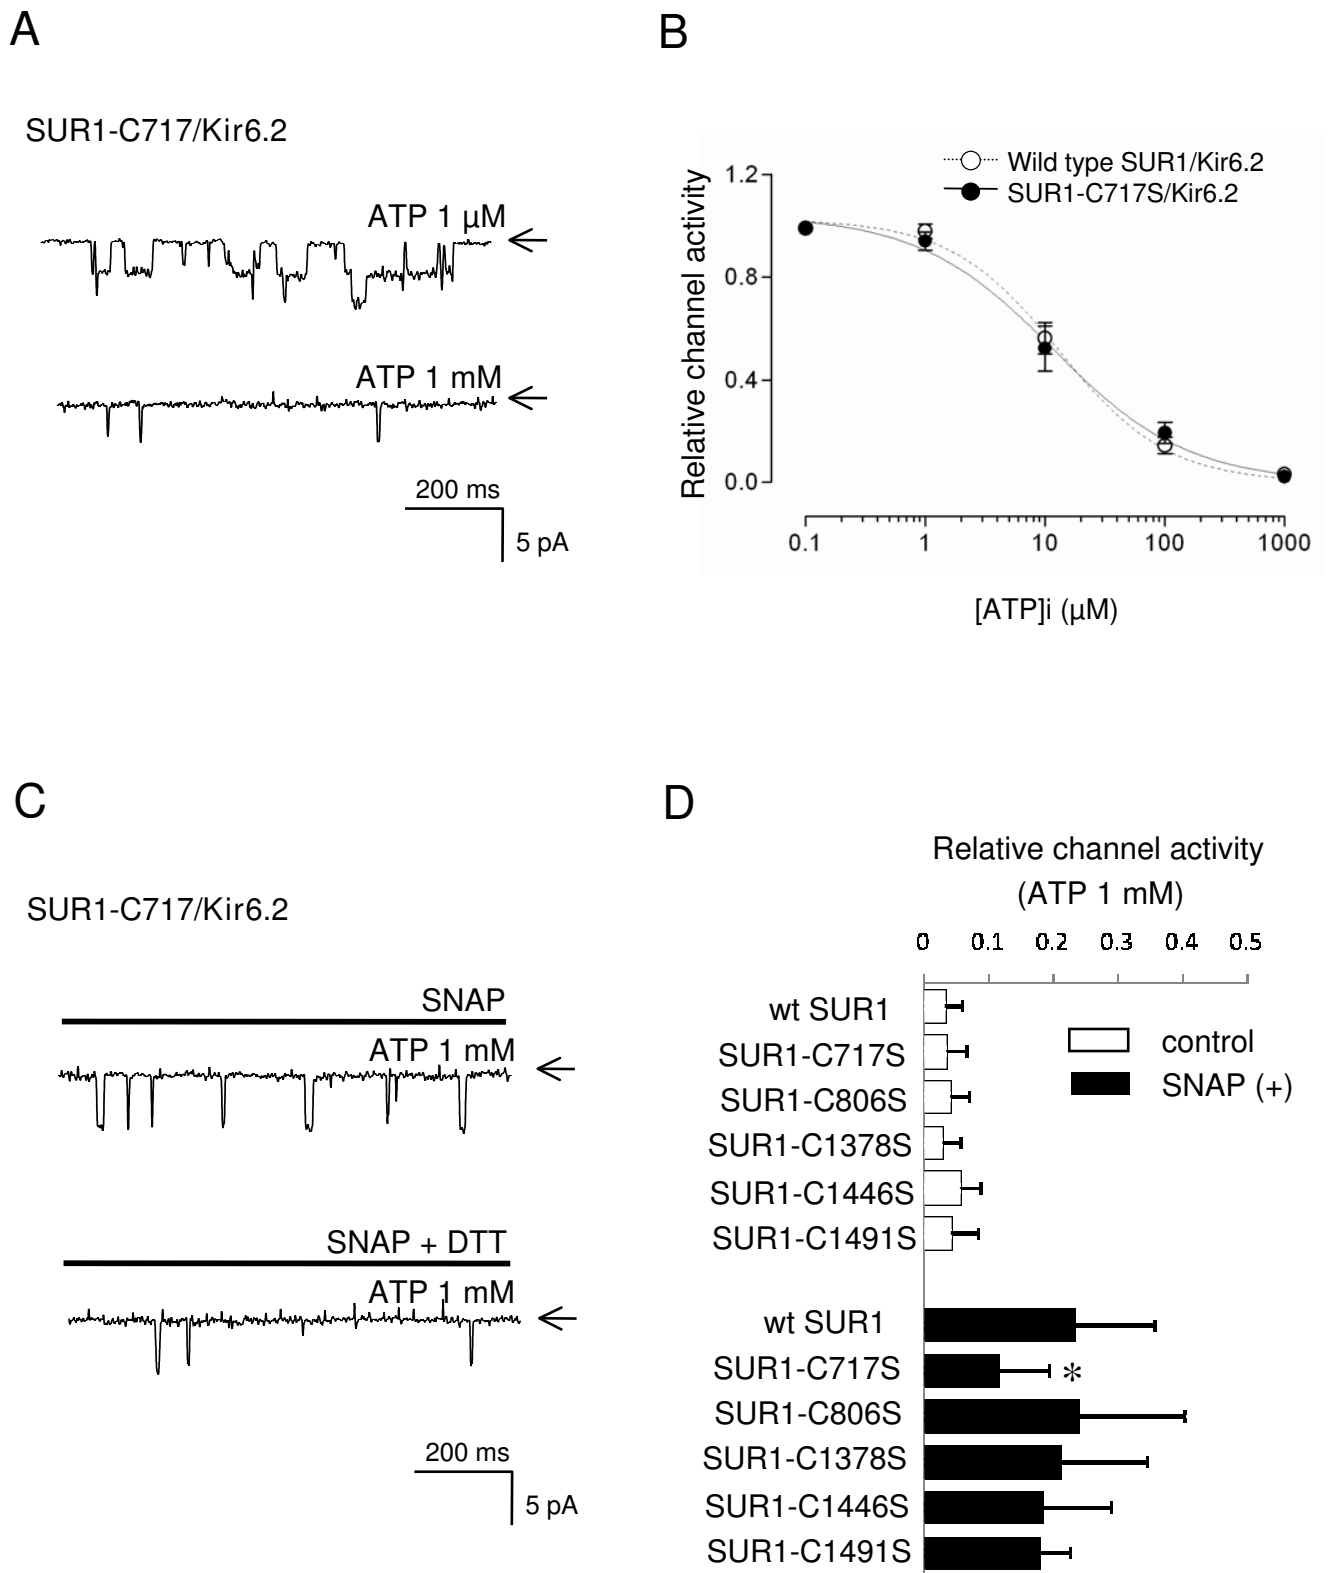 A
SUR1-C717/Kir6.2
ATP 1 µM
ATP 1 mM
200 ms
5 pA
B
Wild type SUR1/Kir6.2
SUR1-C717S/Kir6.2
Relative channel activity
1.2
0.8
0.4
0.0
0.1 1 10 100 1000
[ATP]i (µM)
C
SUR1-C717/Kir6.2
SNAP
ATP 1 mM
SNAP + DTT
ATP 1 mM
200 ms
5 pA
D
Relative channel activity
(ATP 1 mM)
0 0.1 0.2 0.3 0.4 0.5
wt SUR1
SUR1-C717S
SUR1-C806S
SUR1-C1378S
SUR1-C1446S
SUR1-C1491S
control
SNAP (+)
wt SUR1
SUR1-C717S *
SUR1-C806S
SUR1-C1378S
SUR1-C1446S
SUR1-C1491S